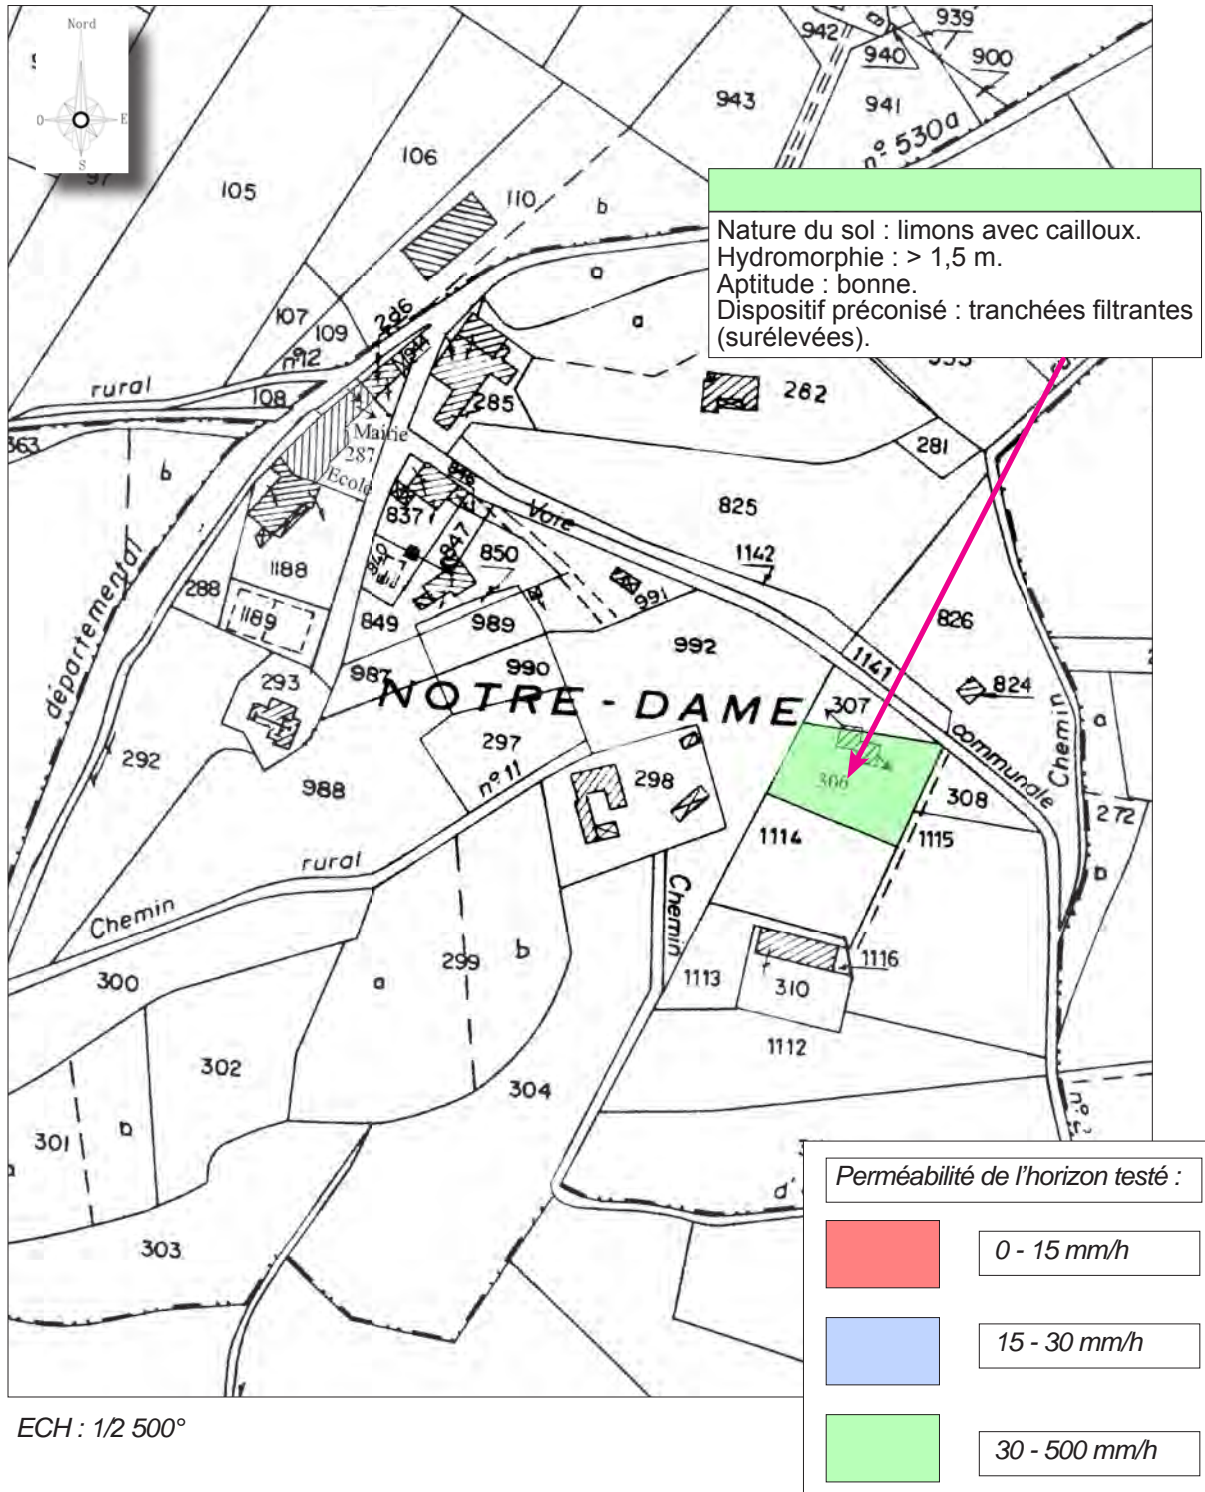 Nord
O
E
S
942
939
940
900
943
941
n° 530a
97
105
106
110
b
Nature du sol : limons avec cailloux.
Hydromorphie : > 1,5 m.
Aptitude : bonne.
Dispositif préconisé : tranchées filtrantes
(surélevées).
a
a
107
109
n°12
rural
108
363
b
285
282
281
Mairie
287
Ecole
837
847
850
840
825
Voie
1142
991
départemental
288
1188
1189
849
989
987
990
992
826
1141
824
293
NOTRE - DAME
307
communale
Chemin
a
292
988
297
n° 11
298
306
308
272
1114
1115
b
rural
Chemin
Chemin
300
299
a
b
1113
1116
310
1112
302
304
301
b
a
303
d'
Perméabilité de l'horizon testé :
0 - 15 mm/h
15 - 30 mm/h
30 - 500 mm/h
ECH : 1/2 500°